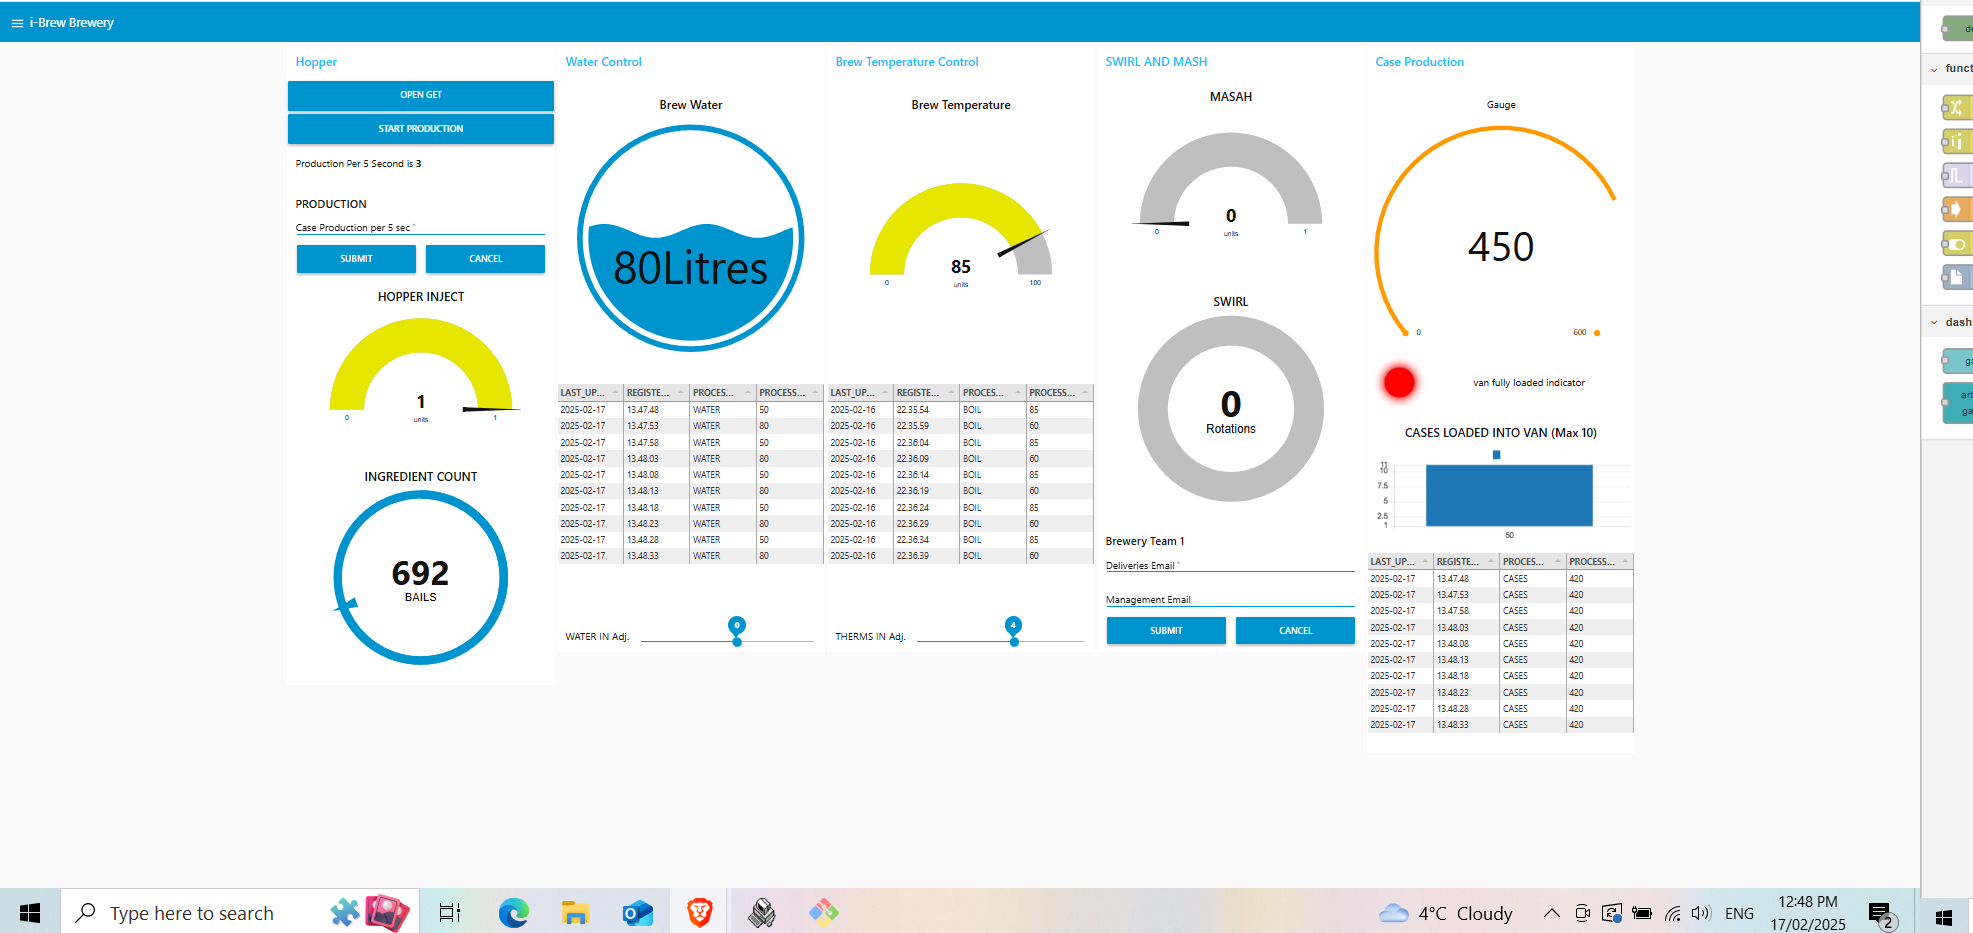 i-Brew Brewery
Hopper
OPEN GET
START PRODUCTION
Production Per 5 Second is 3
PRODUCTION
Case Production per 5 sec *
SUBMIT CANCEL
HOPPER INJECT
1
units
0 1
INGREDIENT COUNT
692
BAILS
Water Control
Brew Water
80Litres
LAST_UP... REGISTE... PROCES... PROCESS...
2025-02-17 13.47.48 WATER 50
2025-02-17 13.47.53 WATER 80
2025-02-17 13.47.58 WATER 50
2025-02-17 13.48.03 WATER 80
2025-02-17 13.48.08 WATER 50
2025-02-17 13.48.13 WATER 80
2025-02-17 13.48.18 WATER 50
2025-02-17 13.48.23 WATER 80
2025-02-17 13.48.28 WATER 50
2025-02-17 13.48.33 WATER 80
WATER IN Adj. 0
Brew Temperature Control
Brew Temperature
85
units
0 100
LAST_UP... REGISTE... PROCES... PROCESS...
2025-02-16 22.35.54 BOIL 85
2025-02-16 22.35.59 BOIL 60
2025-02-16 22.36.04 BOIL 85
2025-02-16 22.36.09 BOIL 60
2025-02-16 22.36.14 BOIL 85
2025-02-16 22.36.19 BOIL 60
2025-02-16 22.36.24 BOIL 85
2025-02-16 22.36.29 BOIL 60
2025-02-16 22.36.34 BOIL 85
2025-02-16 22.36.39 BOIL 60
THERMS IN Adj. 4
SWIRL AND MASH
MASAH
0
units
0 1
SWIRL
0
Rotations
Brewery Team 1
Deliveries Email *
Management Email
SUBMIT CANCEL
Case Production
Gauge
450
0 600
van fully loaded indicator
CASES LOADED INTO VAN (Max 10)
11
10
7.5
5
2.5
1
50
LAST_UP... REGISTE... PROCES... PROCESS...
2025-02-17 13.47.48 CASES 420
2025-02-17 13.47.53 CASES 420
2025-02-17 13.47.58 CASES 420
2025-02-17 13.48.03 CASES 420
2025-02-17 13.48.08 CASES 420
2025-02-17 13.48.13 CASES 420
2025-02-17 13.48.18 CASES 420
2025-02-17 13.48.23 CASES 420
2025-02-17 13.48.28 CASES 420
2025-02-17 13.48.33 CASES 420
de
funct
dash
ga
art
ga
Type here to search
4°C Cloudy
ENG
12:48 PM
17/02/2025
2